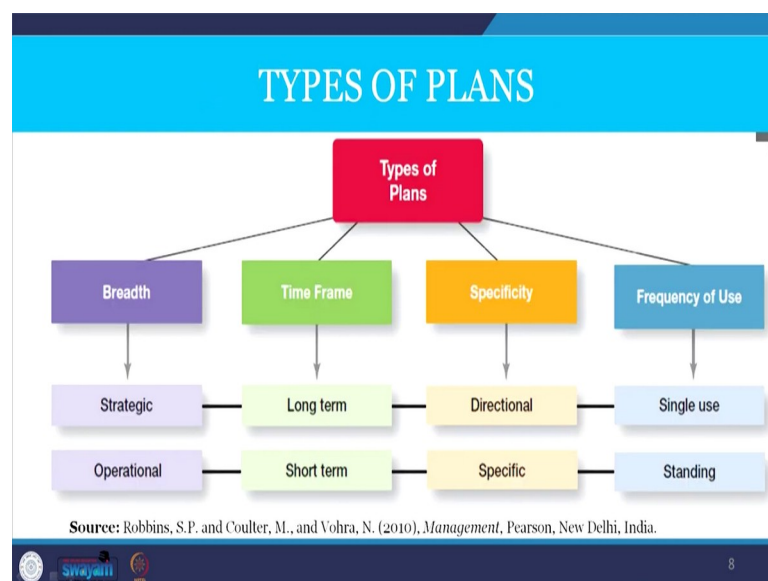 TYPES OF PLANS
Types of
Plans
Breadth
Time Frame
Specificity
Frequency of Use
Strategic
Long term
Directional
Single use
Operational
Short term
Specific
Standing
Source: Robbins, S.P. and Coulter, M., and Vohra, N. (2010), Management, Pearson, New Delhi, India.
swayam
8